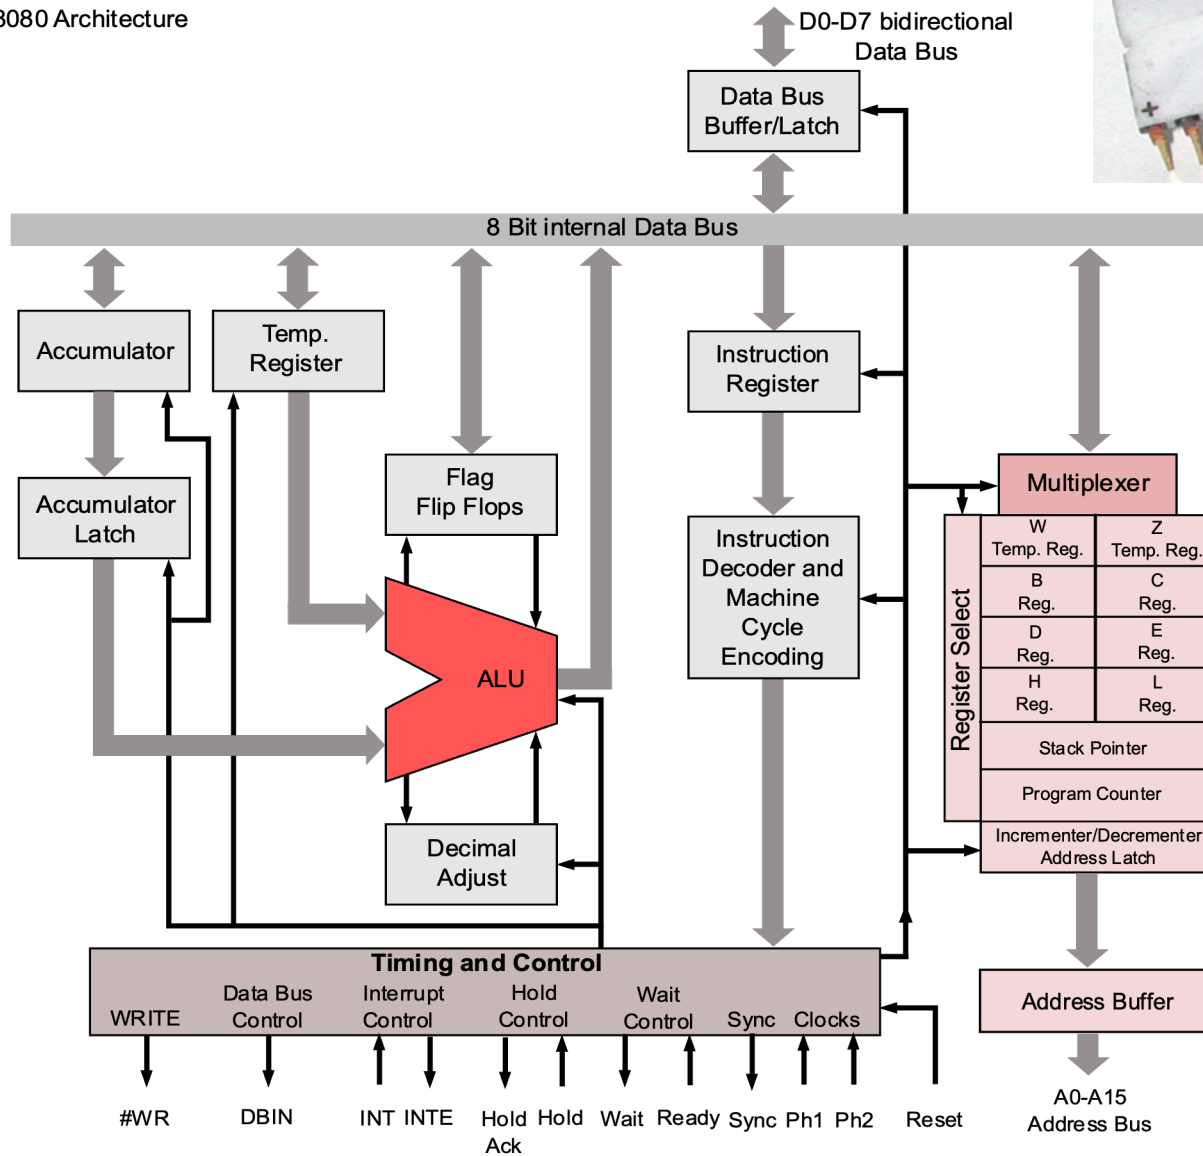 8080 Architecture
D0-D7 bidirectional
Data Bus
Data Bus
Buffer/Latch
+
8 Bit internal Data Bus
Accumulator
Temp.
Register
Instruction
Register
Accumulator
Latch
Flag
Flip Flops
Multiplexer
Instruction
Decoder and
Machine
Cycle
Encoding
ALU
Register Select
W
Temp. Reg.
Z
Temp. Reg.
B
Reg.
C
Reg.
D
Reg.
E
Reg.
H
Reg.
L
Reg.
Stack Pointer
Program Counter
Incrementer/Decrementer
Address Latch
Decimal
Adjust
Timing and Control
WRITE
Data Bus
Control
Interrupt
Control
Hold
Control
Wait
Control
Sync
Clocks
Address Buffer
#WR
DBIN
INT
INTE
Hold
Ack
Hold
Wait
Ready
Sync
Ph1
Ph2
Reset
A0-A15
Address Bus